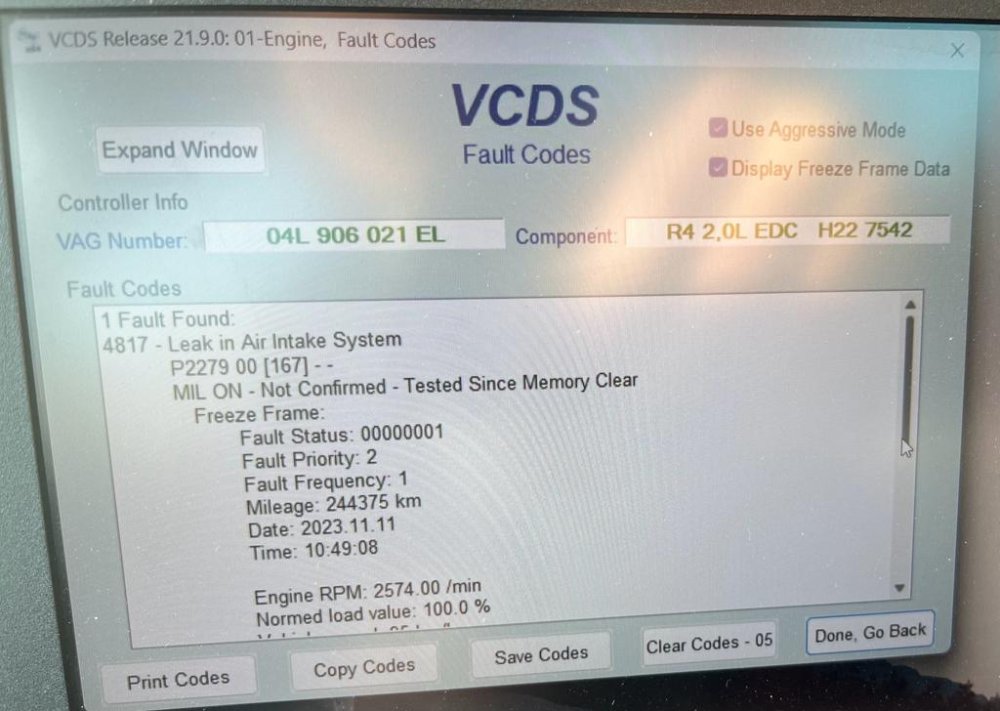 VCDS Release 21.9.0: 01-Engine, Fault Codes
VCDS
Fault Codes
Expand Window
Use Aggressive Mode
Display Freeze Frame Data
Controller Info
VAG Number: 04L 906 021 EL Component: R4 2,0L EDC H22 7542
Fault Codes
1 Fault Found:
4817 - Leak in Air Intake System
P2279 00 [167] - -
MIL ON - Not Confirmed - Tested Since Memory Clear
Freeze Frame:
Fault Status: 00000001
Fault Priority: 2
Fault Frequency: 1
Mileage: 244375 km
Date: 2023.11.11
Time: 10:49:08
Engine RPM: 2574.00 /min
Normed load value: 100.0 %
Print Codes
Copy Codes
Save Codes
Clear Codes - 05
Done, Go Back